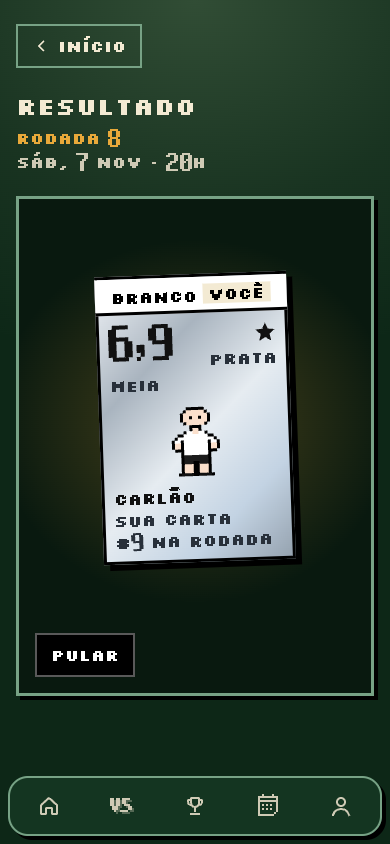 INÍCIO
RESULTADO
RODADA 8
SÁB, 7 NOV · 20H
BRANCO VOCÊ
6,9
PRATA
MEIA
CARLÃO
SUA CARTA
#9 NA RODADA
PULAR
VS